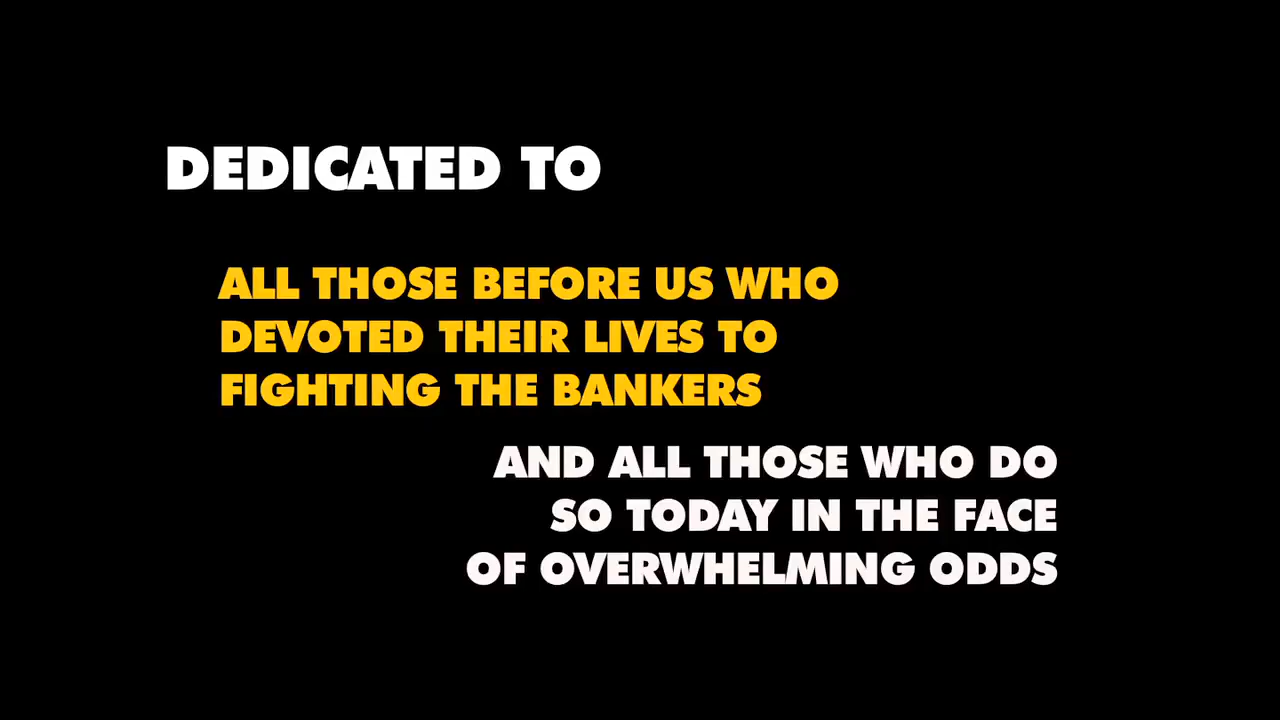 DEDICATED TO
ALL THOSE BEFORE US WHO
DEVOTED THEIR LIVES TO
FIGHTING THE BANKERS
AND ALL THOSE WHO DO
SO TODAY IN THE FACE
OF OVERWHELMING ODDS